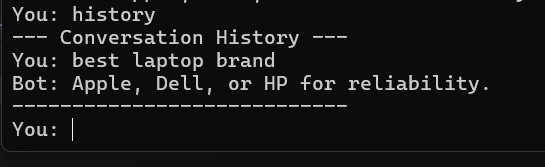 You: history
--- Conversation History ---
You: best laptop brand
Bot: Apple, Dell, or HP for reliability.
----------------------------
You: